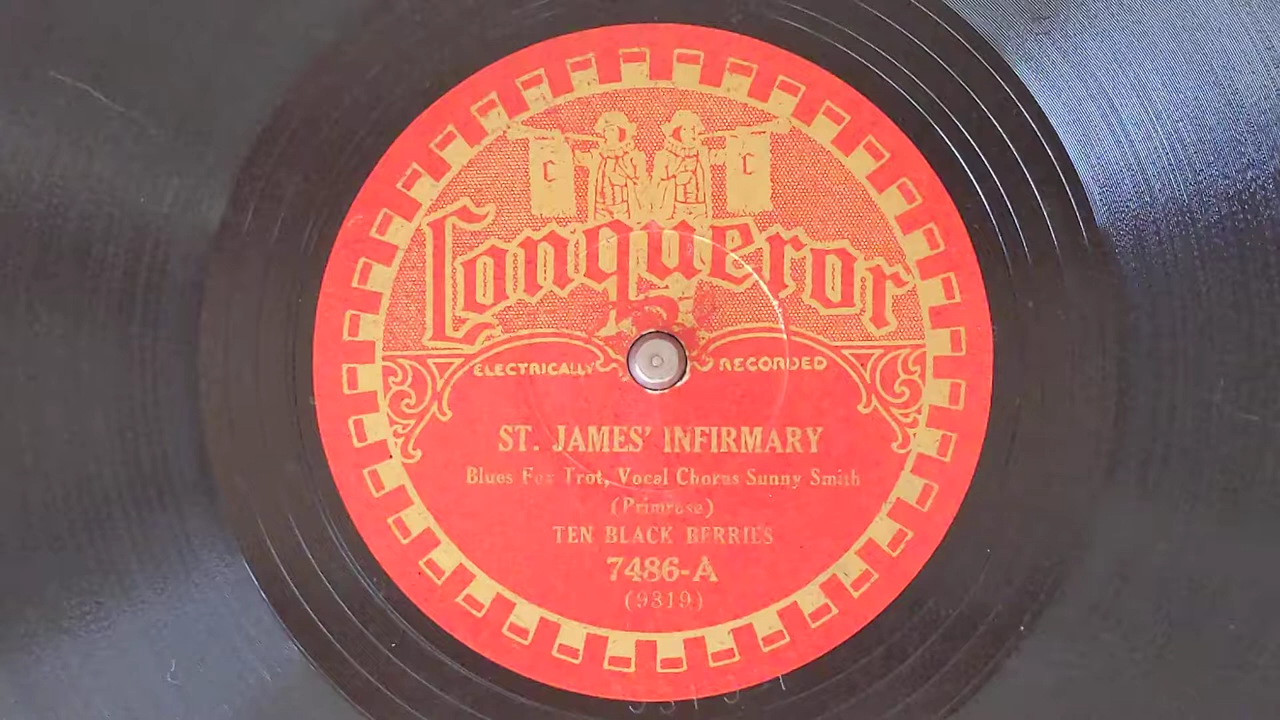 C C
Conqueror
ELECTRICALLY RECORDED
ST. JAMES' INFIRMARY
Blues Fox Trot, Vocal Chorus Sunny Smith
(Primrose)
TEN BLACK BERRIES
7486-A
(9319)